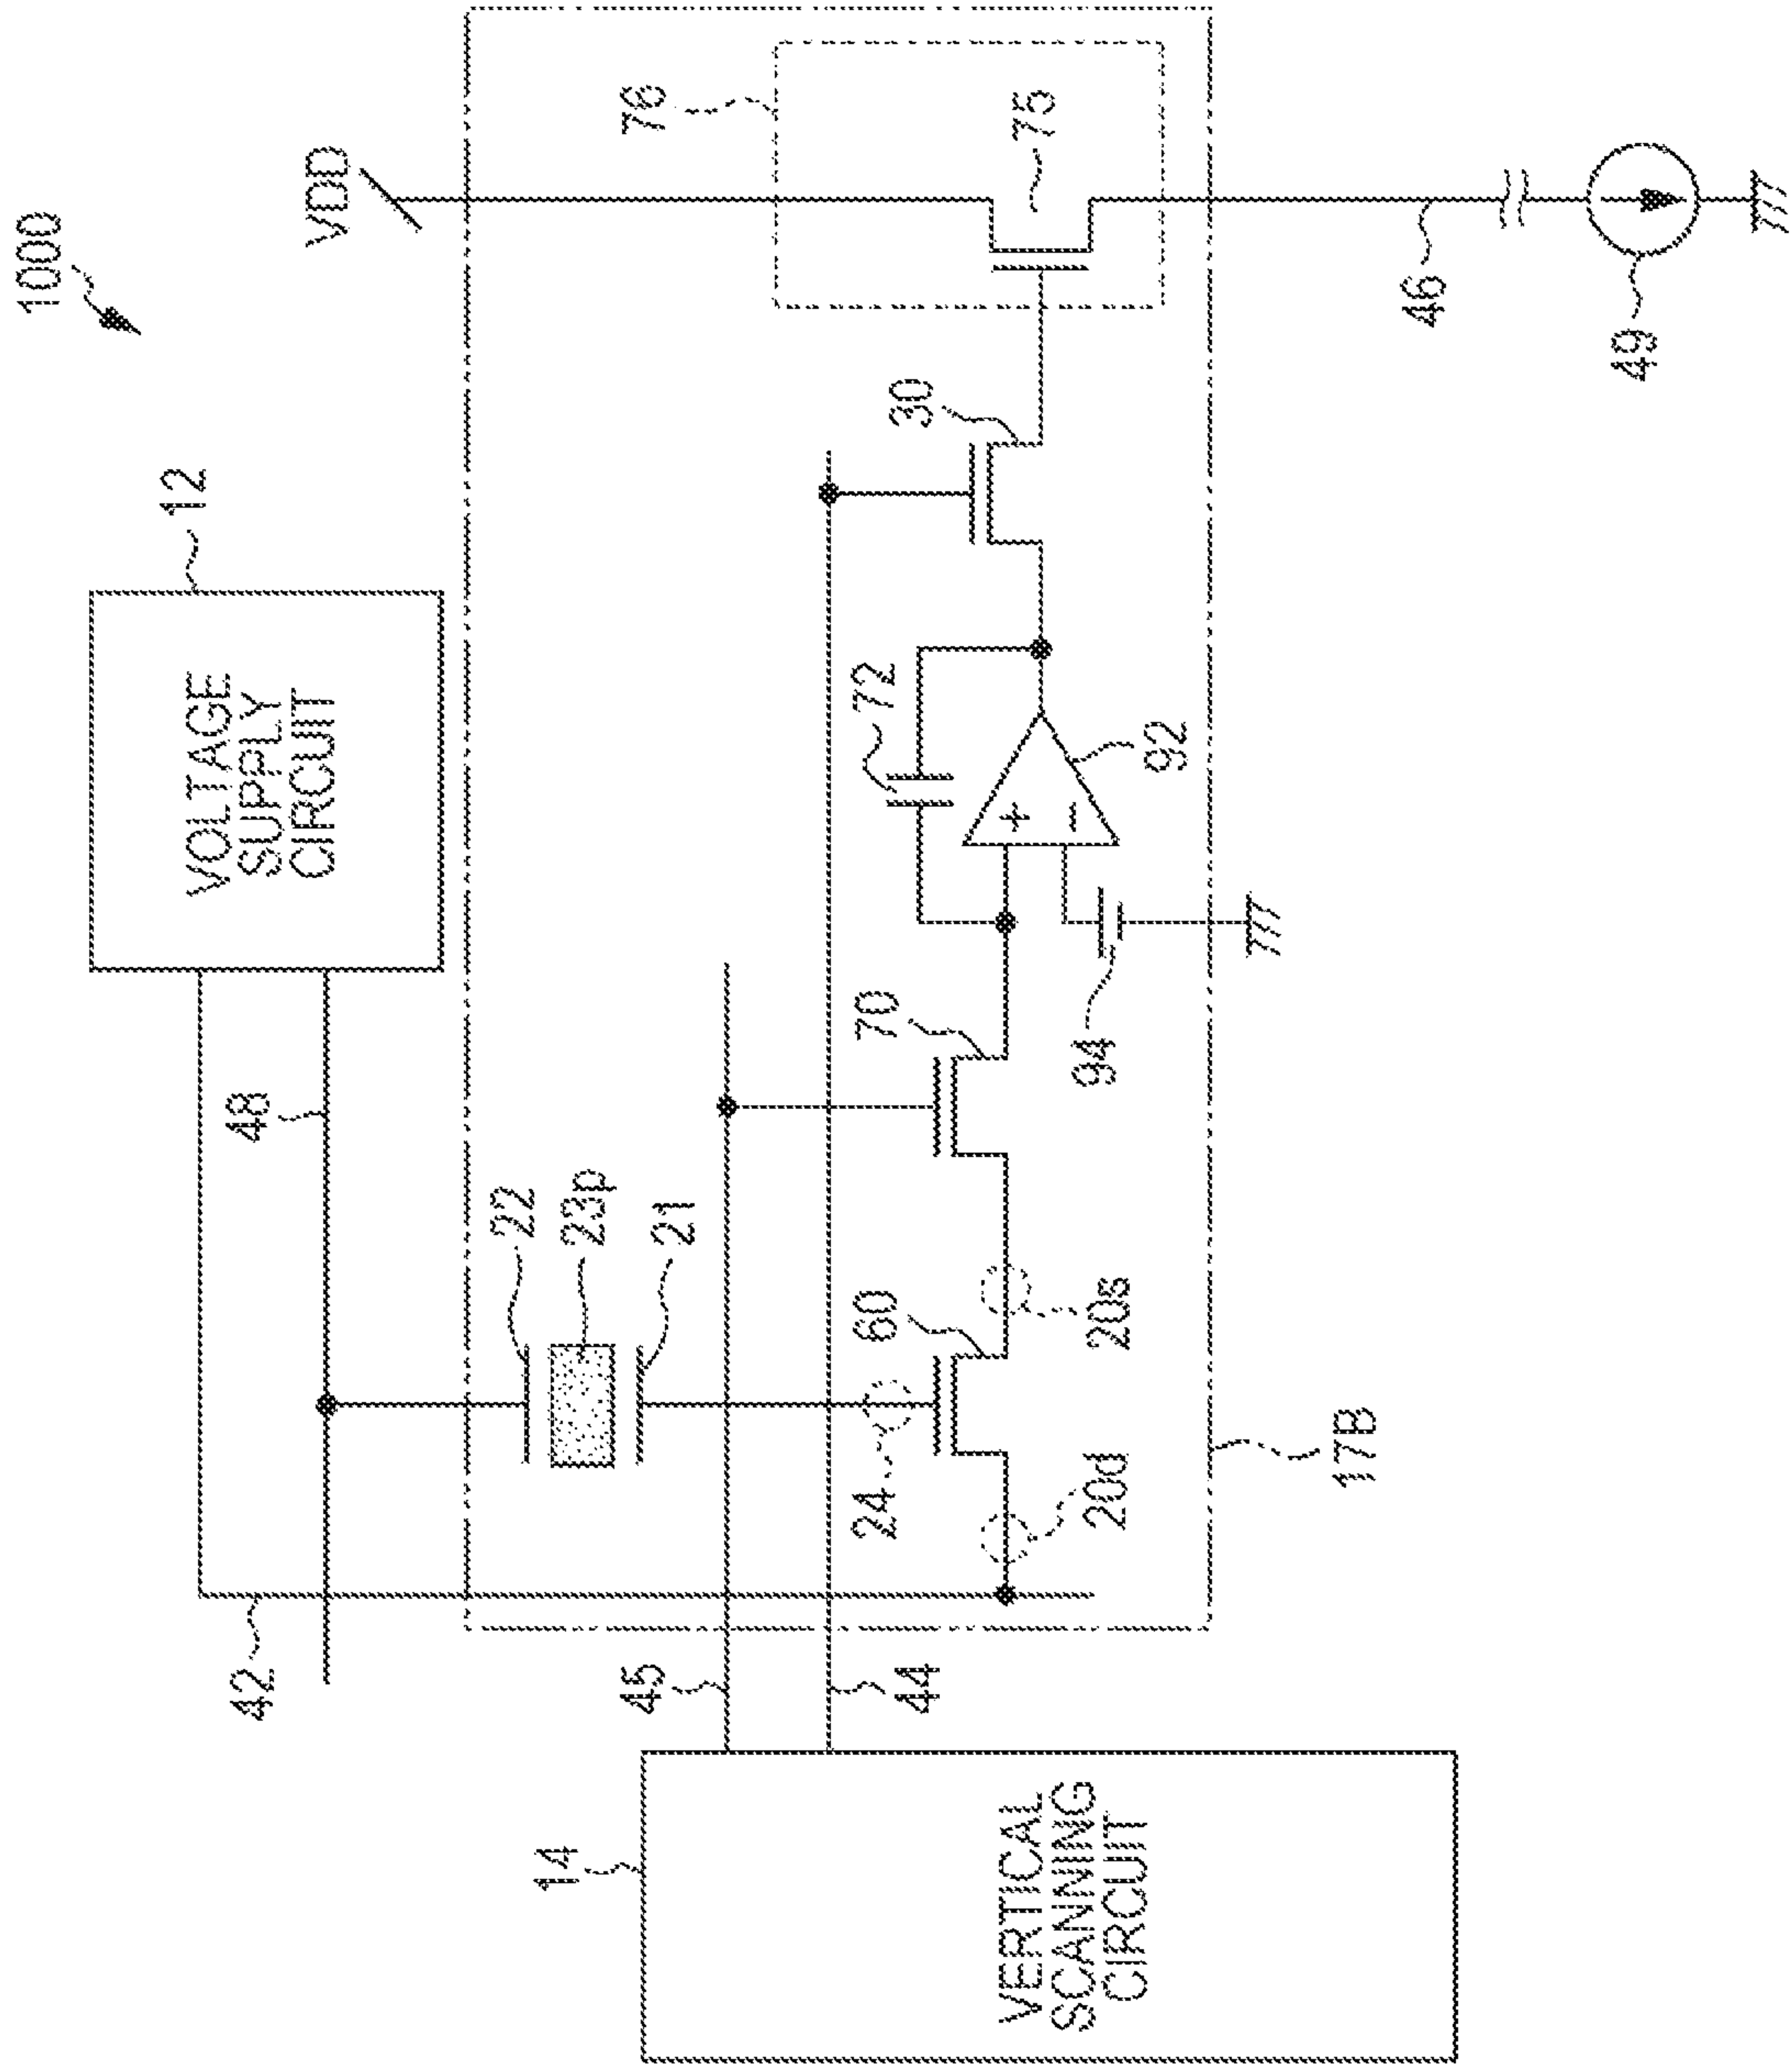 1000
VDD
12
VOLTAGE
SUPPLY
CIRCUIT
76
75
48
42
22
23p
21
30
72
92
70
94
60
24
20s
20d
45
44
46
49
17B
14
VERTICAL
SCANNING
CIRCUIT
+
−